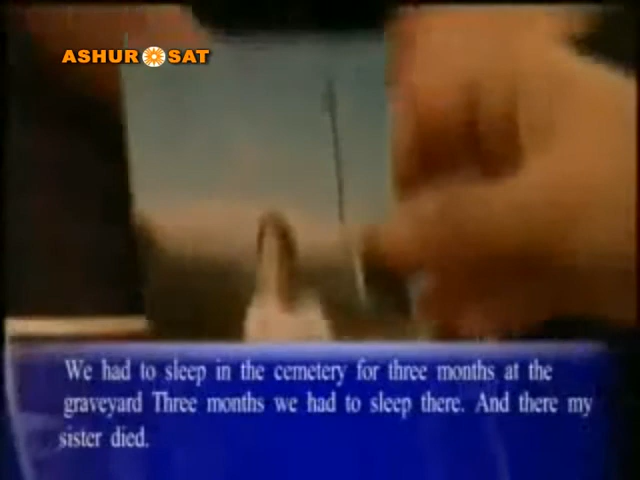 ASHUR SAT
We had to sleep in the cemetery for three months at the
graveyard Three months we had to sleep there. And there my
sister died.